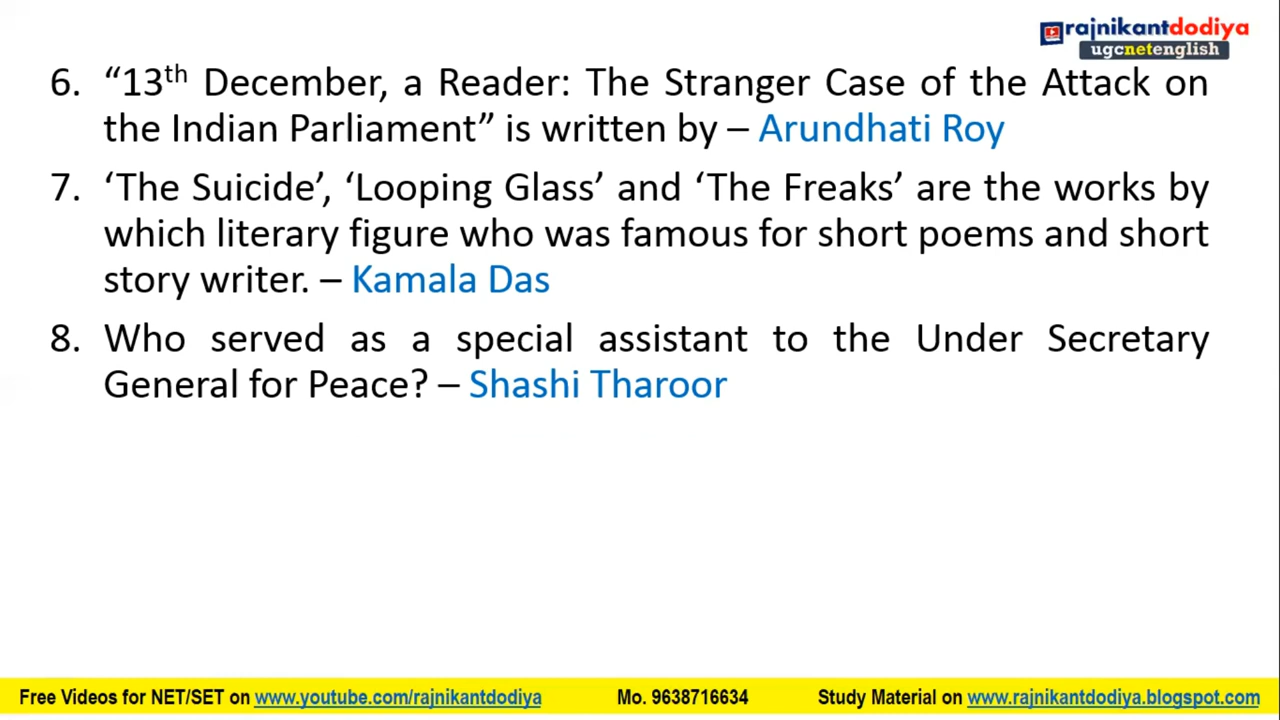 rajnikantdodiya
ugcnetenglish
6. “13th December, a Reader: The Stranger Case of the Attack on
the Indian Parliament” is written by – Arundhati Roy
7. ‘The Suicide’, ‘Looping Glass’ and ‘The Freaks’ are the works by
which literary figure who was famous for short poems and short
story writer. – Kamala Das
8. Who served as a special assistant to the Under Secretary
General for Peace? – Shashi Tharoor
Free Videos for NET/SET on www.youtube.com/rajnikantdodiya Mo. 9638716634 Study Material on www.rajnikantdodiya.blogspot.com